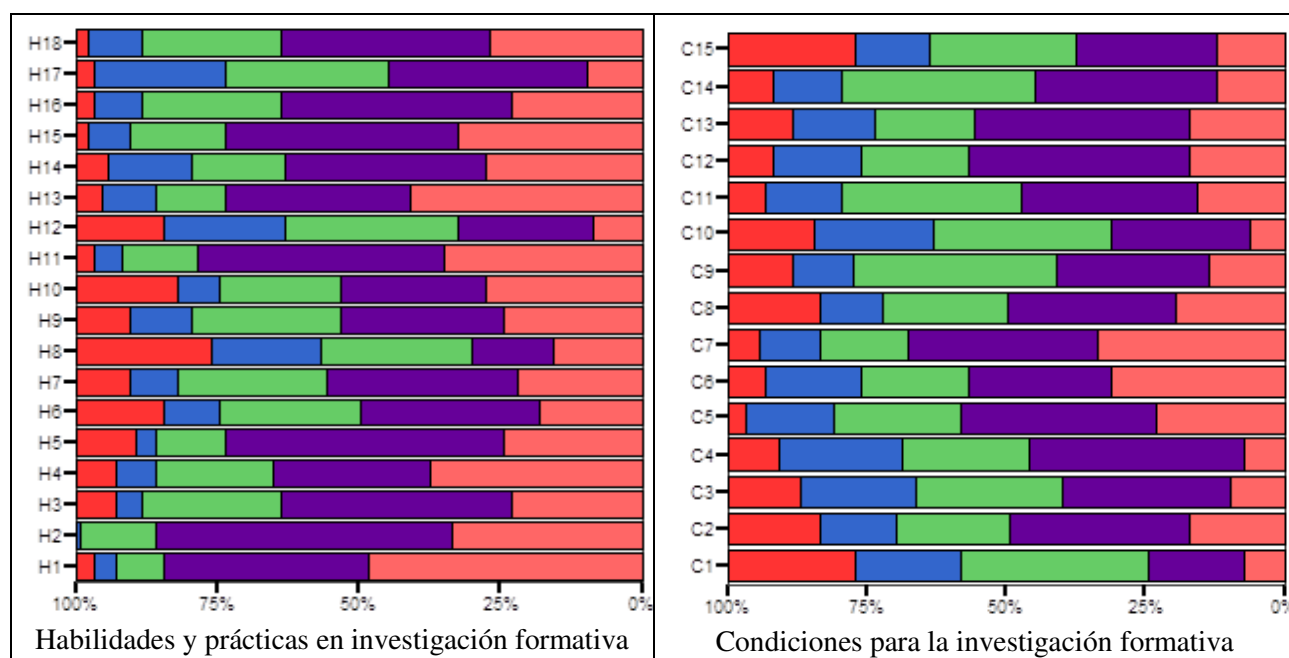 H18
H17
H16
H15
H14
H13
H12
H11
H10
H9
H8
H7
H6
H5
H4
H3
H2
H1
100% 75% 50% 25% 0%
Habilidades y prácticas en investigación formativa
C15
C14
C13
C12
C11
C10
C9
C8
C7
C6
C5
C4
C3
C2
C1
100% 75% 50% 25% 0%
Condiciones para la investigación formativa